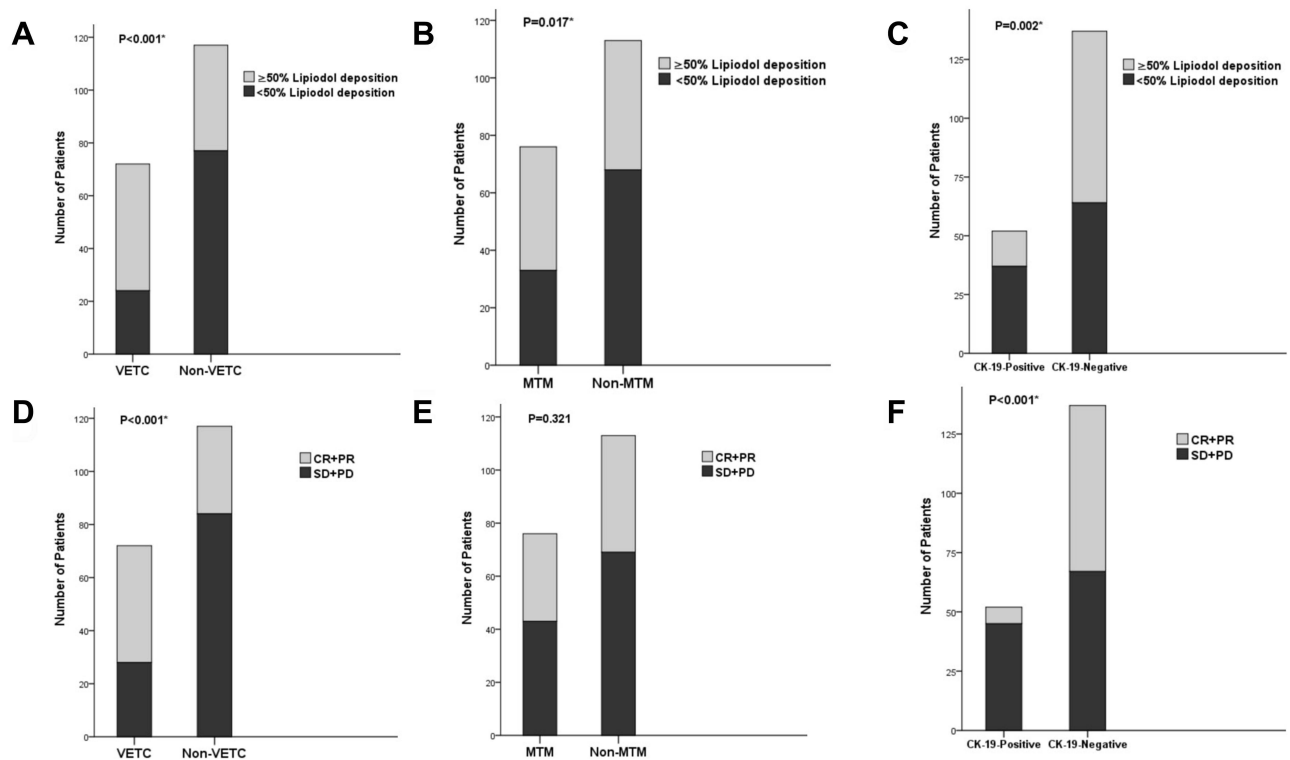 A
P<0.001*
≥50% Lipiodol deposition
<50% Lipiodol deposition
Number of Patients
120
100
80
60
40
20
0
VETC
Non-VETC
B
P=0.017*
≥50% Lipiodol deposition
<50% Lipiodol deposition
Number of Patients
120
100
80
60
40
20
0
MTM
Non-MTM
C
P=0.002*
≥50% Lipiodol deposition
<50% Lipiodol deposition
Number of Patients
125
100
75
50
25
0
CK-19-Positive
CK-19-Negative
D
P<0.001*
CR+PR
SD+PD
Number of Patients
120
100
80
60
40
20
0
VETC
Non-VETC
E
P=0.321
CR+PR
SD+PD
Number of Patients
120
100
80
60
40
20
0
MTM
Non-MTM
F
P<0.001*
CR+PR
SD+PD
Number of Patients
125
100
75
50
25
0
CK-19-Positive
CK-19-Negative